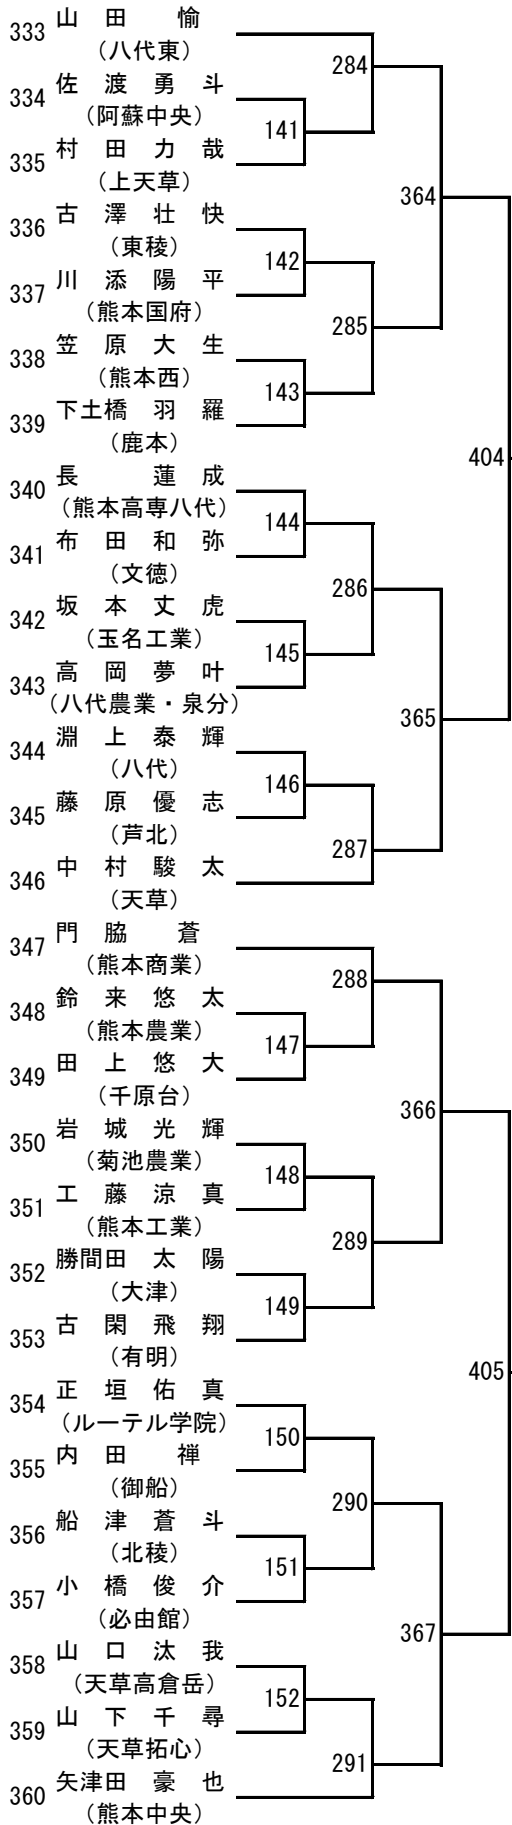 333 山田 愉
(八代東)
284
334 佐渡勇斗
(阿蘇中央)
141
335 村田力哉
(上天草)
364
336 古澤壮快
(東稜)
142
337 川添陽平
(熊本国府)
285
338 笠原大生
(熊本西)
143
339 下土橋 羽羅
(鹿本)
404
340 長 蓮成
(熊本高専八代)
144
341 布田和弥
(文徳)
286
342 坂本丈虎
(玉名工業)
145
343 高岡夢叶
(八代農業・泉分)
365
344 淵上泰輝
(八代)
146
345 藤原優志
(芦北)
287
346 中村駿太
(天草)
347 門脇 蒼
(熊本商業)
288
348 鈴来悠太
(熊本農業)
147
349 田上悠大
(千原台)
366
350 岩城光輝
(菊池農業)
148
351 工藤涼真
(熊本工業)
289
352 勝間田 太陽
(大津)
149
353 古閑飛翔
(有明)
405
354 正垣佑真
(ルーテル学院)
150
355 内田 禅
(御船)
290
356 船津蒼斗
(北稜)
151
357 小橋俊介
(必由館)
367
358 山口汰我
(天草高倉岳)
152
359 山下千尋
(天草拓心)
291
360 矢津田 豪也
(熊本中央)